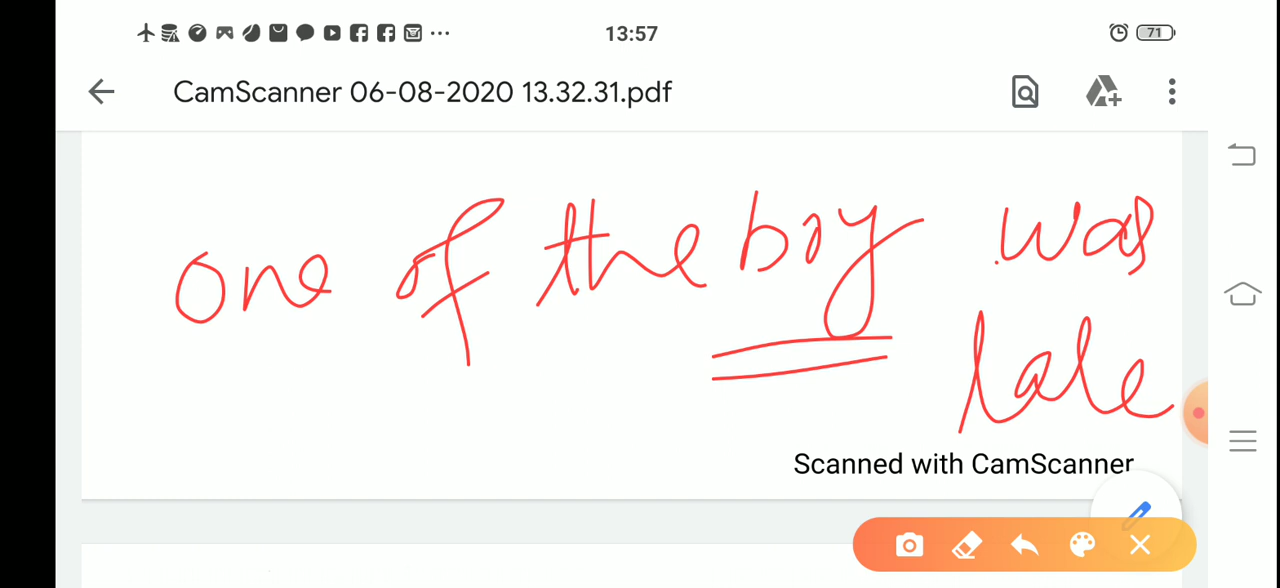 13:57
71
CamScanner 06-08-2020 13.32.31.pdf
one of the boy was
late
Scanned with CamScanner